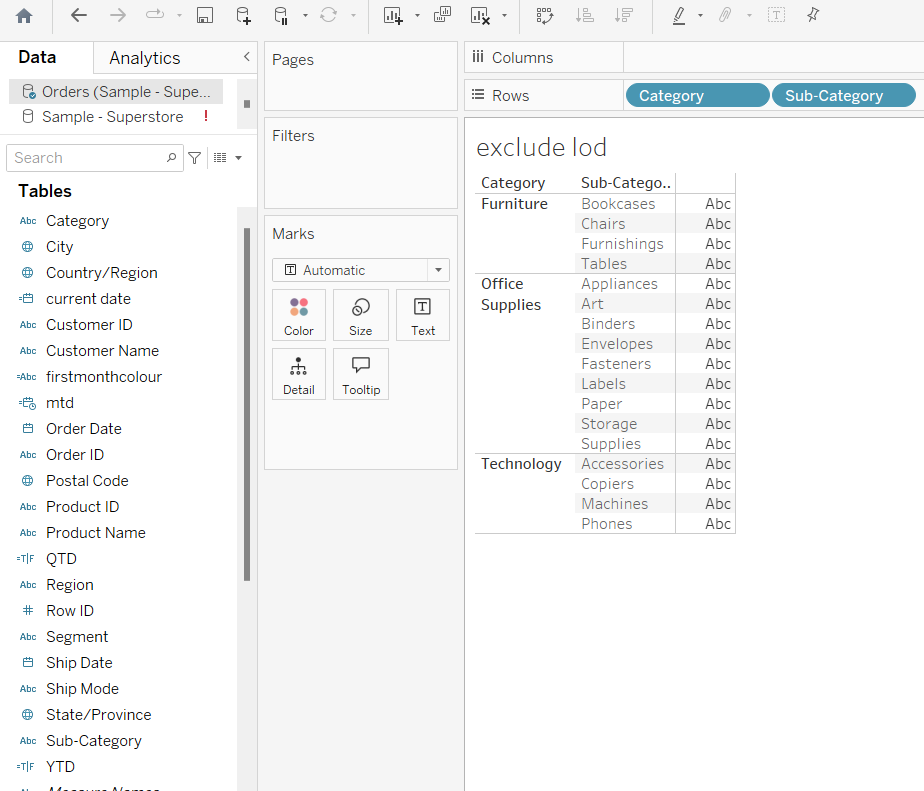 Data
Analytics
Orders (Sample - Supe...
Sample - Superstore !
Search
Tables
Abc Category
City
Country/Region
current date
Abc Customer ID
Abc Customer Name
=Abc firstmonthcolour
mtd
Order Date
Abc Order ID
Postal Code
Abc Product ID
Abc Product Name
=T|F QTD
Abc Region
# Row ID
Abc Segment
Ship Date
Abc Ship Mode
State/Province
Abc Sub-Category
=T|F YTD
Abc Measure Names
Pages
Filters
Marks
Automatic
Color Size Text
Detail Tooltip
Columns
Rows Category Sub-Category
exclude lod
Category Sub-Catego..
Furniture Bookcases Abc
Chairs Abc
Furnishings Abc
Tables Abc
Office Appliances Abc
Supplies Art Abc
Binders Abc
Envelopes Abc
Fasteners Abc
Labels Abc
Paper Abc
Storage Abc
Supplies Abc
Technology Accessories Abc
Copiers Abc
Machines Abc
Phones Abc